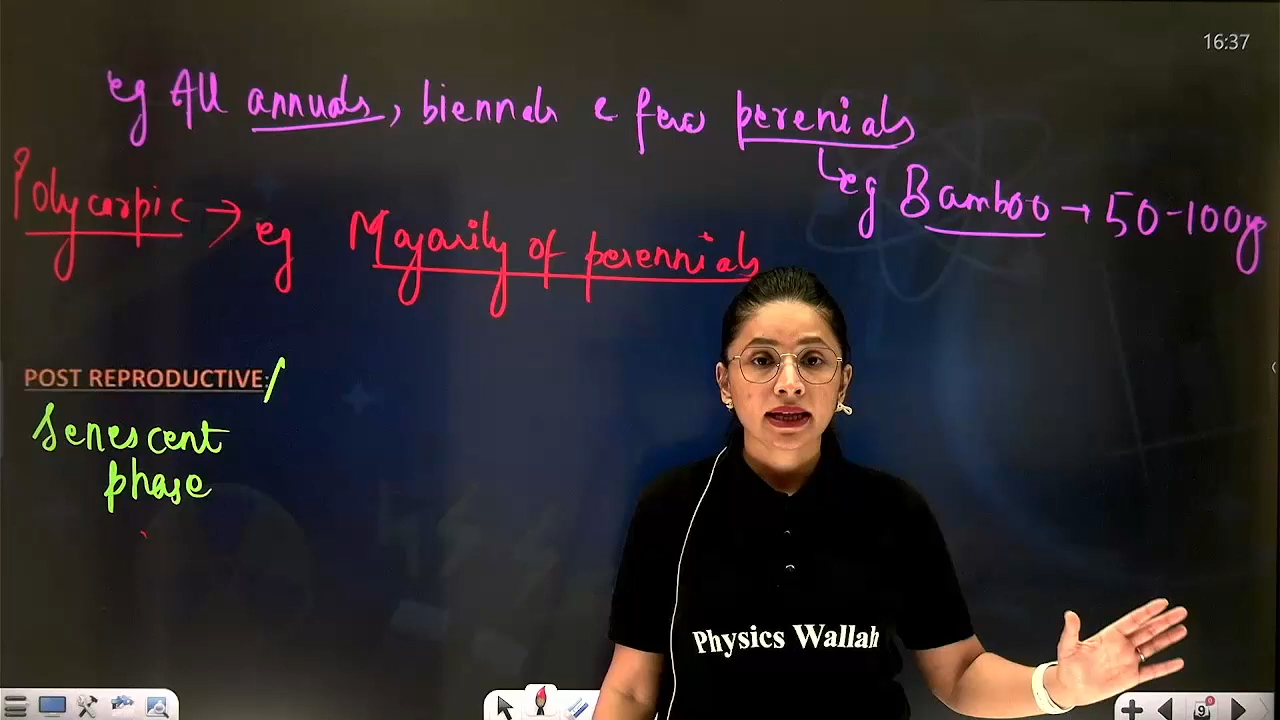 16:37
eg All annuals, biennals e few perenials
eg Bamboo → 50-100yr
Polycarpic → eg Majority of perennials
POST REPRODUCTIVE:/
Senescent
phase
Physics Wallah
9